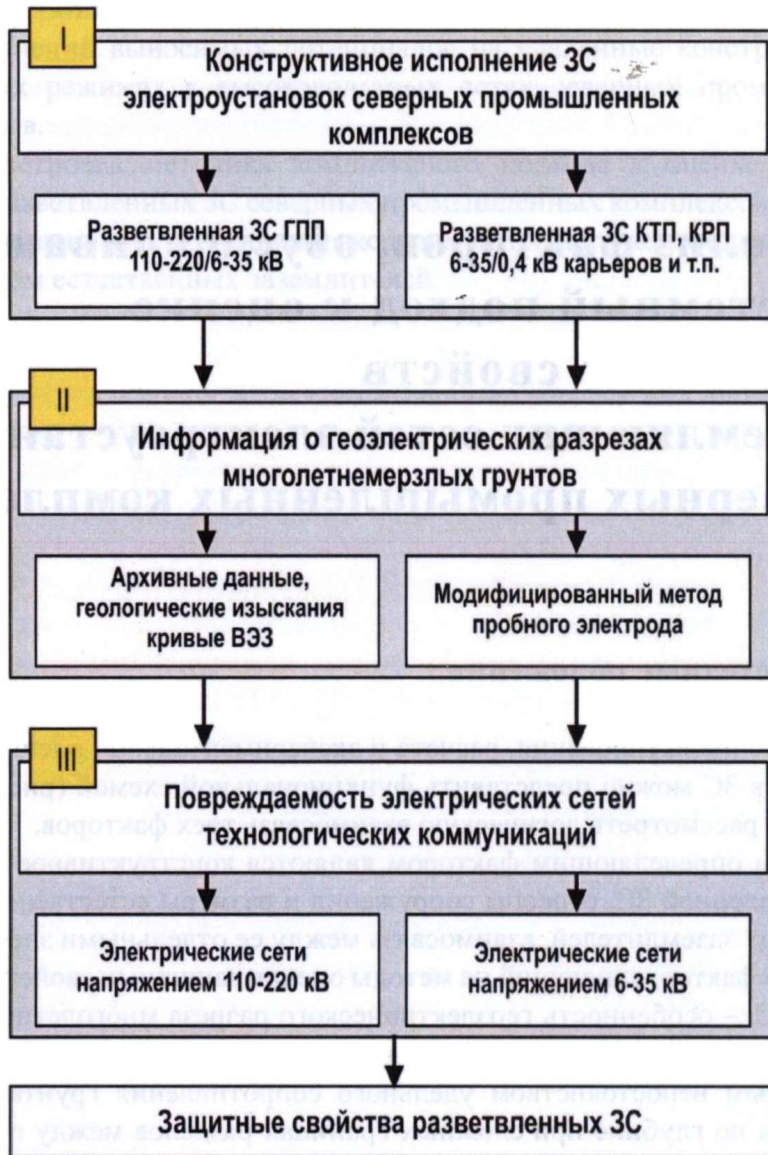 I
Конструктивное исполнение ЗС
электроустановок северных промышленных
комплексов
Разветвленная ЗС ГПП
110-220/6-35 кВ
Разветвленная ЗС КТП, КРП
6-35/0,4 кВ карьеров и т.п.
II
Информация о геоэлектрических разрезах
многолетнемерзлых грунтов
Архивные данные,
геологические изыскания
кривые ВЭЗ
Модифицированный метод
пробного электрода
III
Повреждаемость электрических сетей
технологических коммуникаций
Электрические сети
напряжением 110-220 кВ
Электрические сети
напряжением 6-35 кВ
Защитные свойства разветвленных ЗС